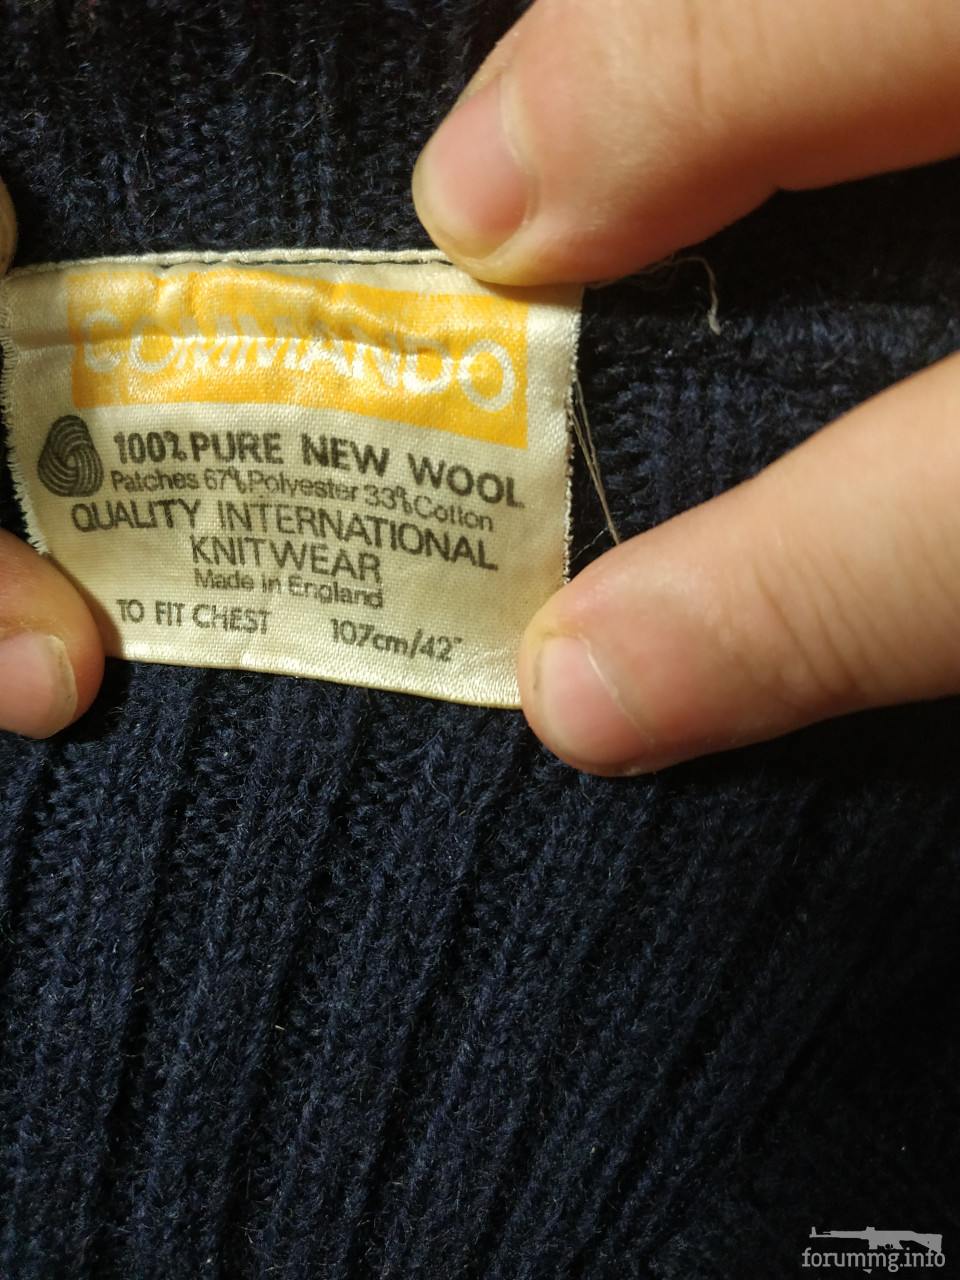 COMMANDO
100% PURE NEW WOOL
Patches 67% Polyester 33% Cotton
QUALITY INTERNATIONAL
KNITWEAR
Made in England
TO FIT CHEST 107cm/42"
forummg.info